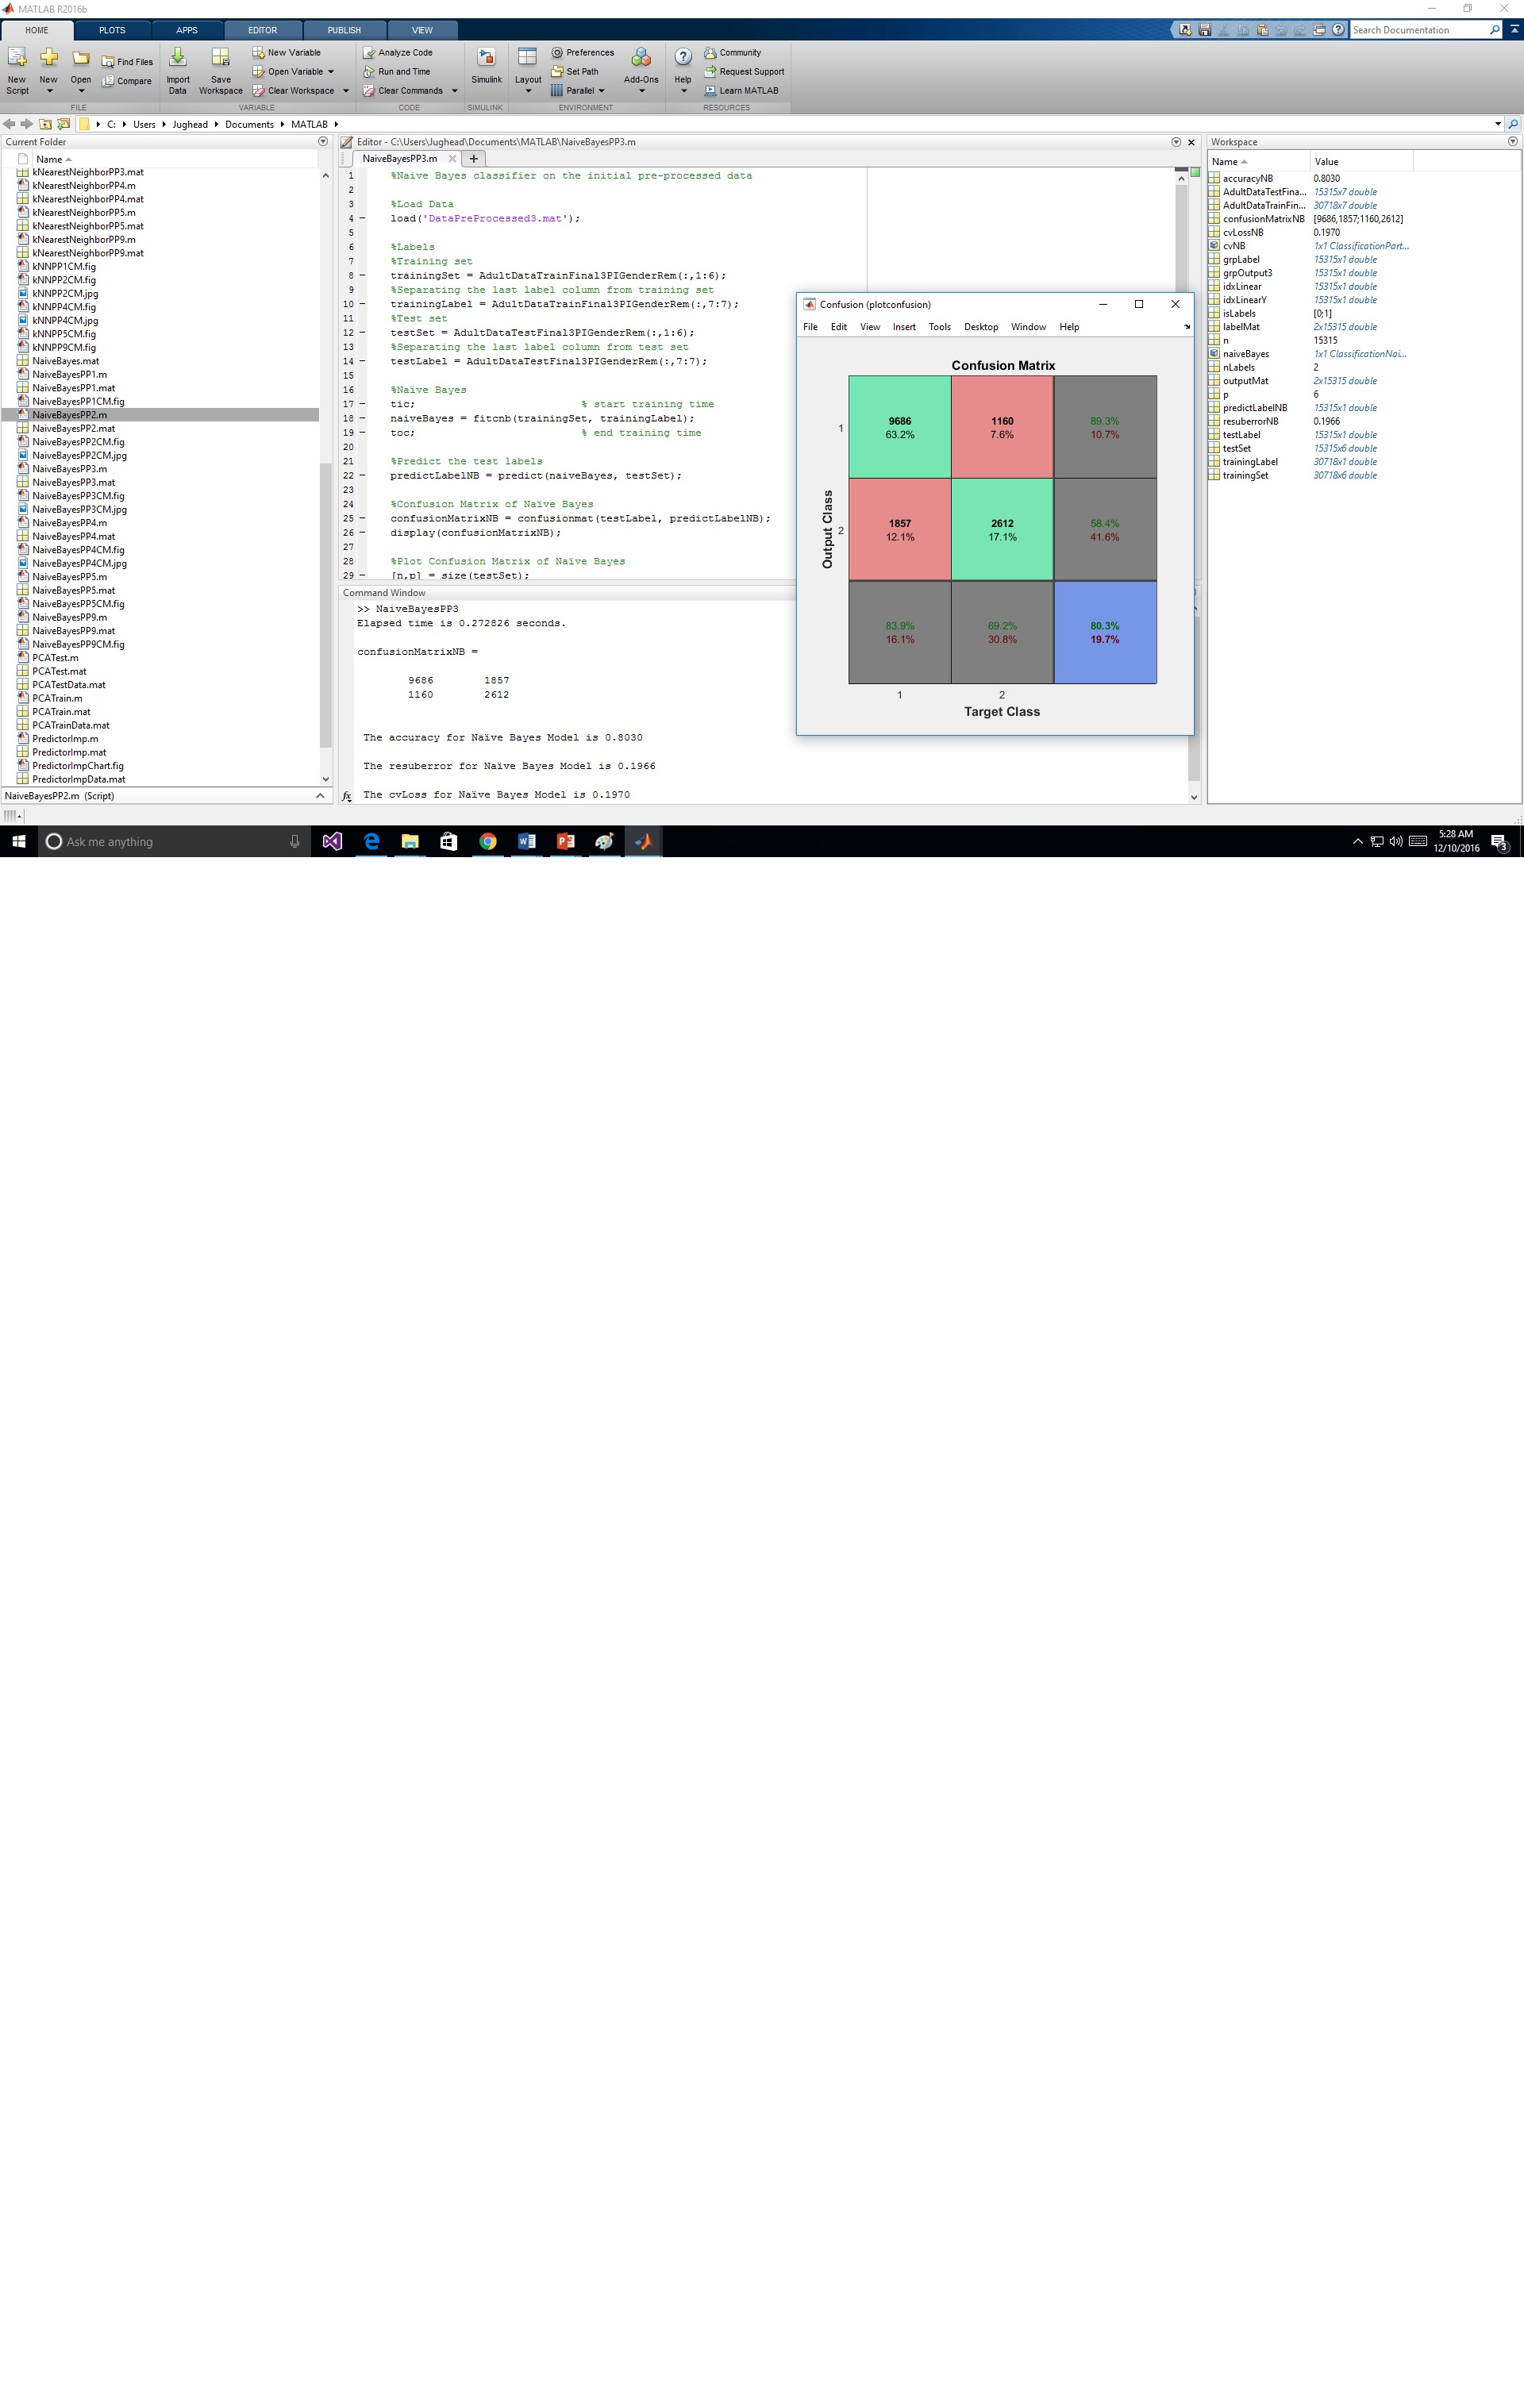 MATLAB R2016b
HOME PLOTS APPS EDITOR PUBLISH VIEW
Search Documentation
New Script
New
Open
Find Files
Compare
Import Data
Save Workspace
New Variable
Open Variable
Clear Workspace
Analyze Code
Run and Time
Clear Commands
Simulink
Layout
Preferences
Set Path
Parallel
Add-Ons
Help
Community
Request Support
Learn MATLAB
FILE VARIABLE CODE SIMULINK ENVIRONMENT RESOURCES
C: Users Jughead Documents MATLAB
Current Folder
Name
kNearestNeighborPP3.mat
kNearestNeighborPP4.m
kNearestNeighborPP4.mat
kNearestNeighborPP5.m
kNearestNeighborPP5.mat
kNearestNeighborPP9.m
kNearestNeighborPP9.mat
kNNPP1CM.fig
kNNPP2CM.fig
kNNPP2CM.jpg
kNNPP4CM.fig
kNNPP4CM.jpg
kNNPP5CM.fig
kNNPP9CM.fig
NaiveBayes.mat
NaiveBayesPP1.m
NaiveBayesPP1.mat
NaiveBayesPP1CM.fig
NaiveBayesPP2.m
NaiveBayesPP2.mat
NaiveBayesPP2CM.fig
NaiveBayesPP2CM.jpg
NaiveBayesPP3.m
NaiveBayesPP3.mat
NaiveBayesPP3CM.fig
NaiveBayesPP3CM.jpg
NaiveBayesPP4.m
NaiveBayesPP4.mat
NaiveBayesPP4CM.fig
NaiveBayesPP4CM.jpg
NaiveBayesPP5.m
NaiveBayesPP5.mat
NaiveBayesPP5CM.fig
NaiveBayesPP9.m
NaiveBayesPP9.mat
NaiveBayesPP9CM.fig
PCATest.m
PCATest.mat
PCATestData.mat
PCATrain.m
PCATrain.mat
PCATrainData.mat
PredictorImp.m
PredictorImp.mat
PredictorImpChart.fig
PredictorImpData.mat
NaiveBayesPP2.m (Script)
Editor - C:\Users\Jughead\Documents\MATLAB\NaiveBayesPP3.m
NaiveBayesPP3.m
1 %Naive Bayes classifier on the initial pre-processed data
2
3 %Load Data
4 load('DataPreProcessed3.mat');
5
6 %Labels
7 %Training set
8 trainingSet = AdultDataTrainFinal3PIGenderRem(:,1:6);
9 %Separating the last label column from training set
10 trainingLabel = AdultDataTrainFinal3PIGenderRem(:,7:7);
11 %Test set
12 testSet = AdultDataTestFinal3PIGenderRem(:,1:6);
13 %Separating the last label column from test set
14 testLabel = AdultDataTestFinal3PIGenderRem(:,7:7);
15
16 %Naïve Bayes
17 tic; % start training time
18 naiveBayes = fitcnb(trainingSet, trainingLabel);
19 toc; % end training time
20
21 %Predict the test labels
22 predictLabelNB = predict(naiveBayes, testSet);
23
24 %Confusion Matrix of Naïve Bayes
25 confusionMatrixNB = confusionmat(testLabel, predictLabelNB);
26 display(confusionMatrixNB);
27
28 %Plot Confusion Matrix of Naïve Bayes
29 [n,p] = size(testSet);
Command Window
>> NaiveBayesPP3
Elapsed time is 0.272826 seconds.
confusionMatrixNB =
9686 1857
1160 2612
The accuracy for Naïve Bayes Model is 0.8030
The resuberror for Naïve Bayes Model is 0.1966
The cvLoss for Naïve Bayes Model is 0.1970
fx
Confusion (plotconfusion)
File Edit View Insert Tools Desktop Window Help
Confusion Matrix
Output Class
1
9686 1160 89.3%
63.2% 7.6% 10.7%
2
1857 2612 58.4%
12.1% 17.1% 41.6%
83.9% 69.2% 80.3%
16.1% 30.8% 19.7%
1 2
Target Class
Workspace
Name Value
accuracyNB 0.8030
AdultDataTestFina... 15315x7 double
AdultDataTrainFin... 30718x7 double
confusionMatrixNB [9686,1857;1160,2612]
cvLossNB 0.1970
cvNB 1x1 ClassificationPart...
grpLabel 15315x1 double
grpOutput3 15315x1 double
idxLinear 15315x1 double
idxLinearY 15315x1 double
isLabels [0;1]
labelMat 2x15315 double
n 15315
naiveBayes 1x1 ClassificationNai...
nLabels 2
outputMat 2x15315 double
p 6
predictLabelNB 15315x1 double
resuberrorNB 0.1966
testLabel 15315x1 double
testSet 15315x6 double
trainingLabel 30718x1 double
trainingSet 30718x6 double
Ask me anything
5:28 AM
12/10/2016
3